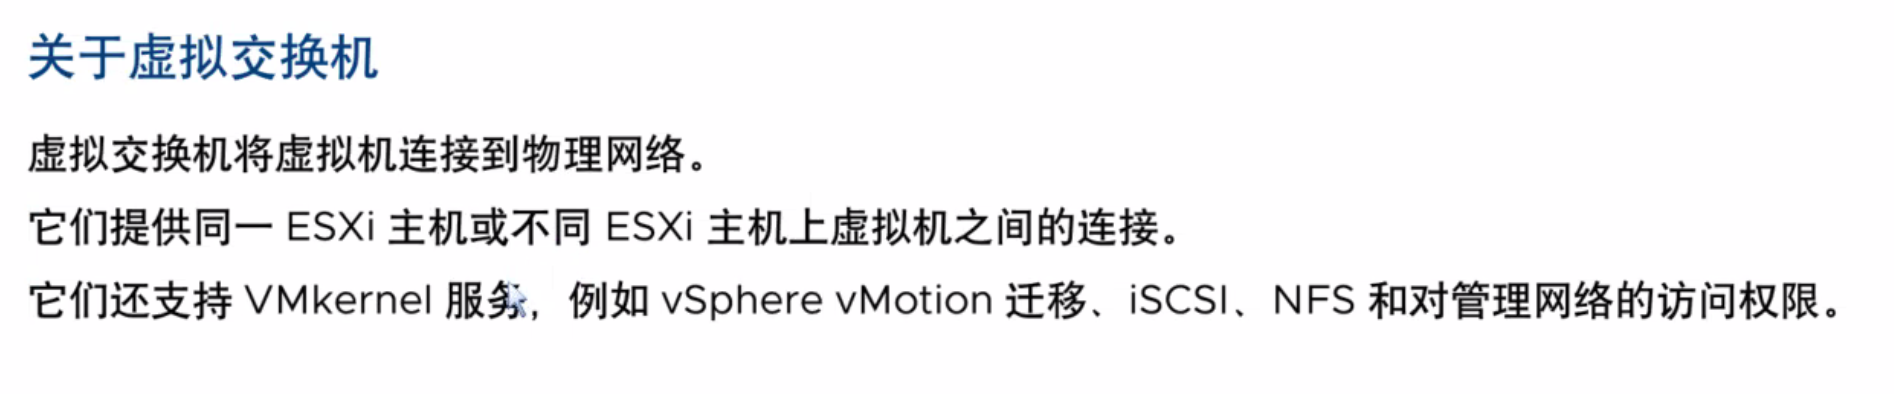 关于虚拟交换机
虚拟交换机将虚拟机连接到物理网络。
它们提供同一 ESXi 主机或不同 ESXi 主机上虚拟机之间的连接。
它们还支持 VMkernel 服务，例如 vSphere vMotion 迁移、iSCSI、NFS 和对管理网络的访问权限。